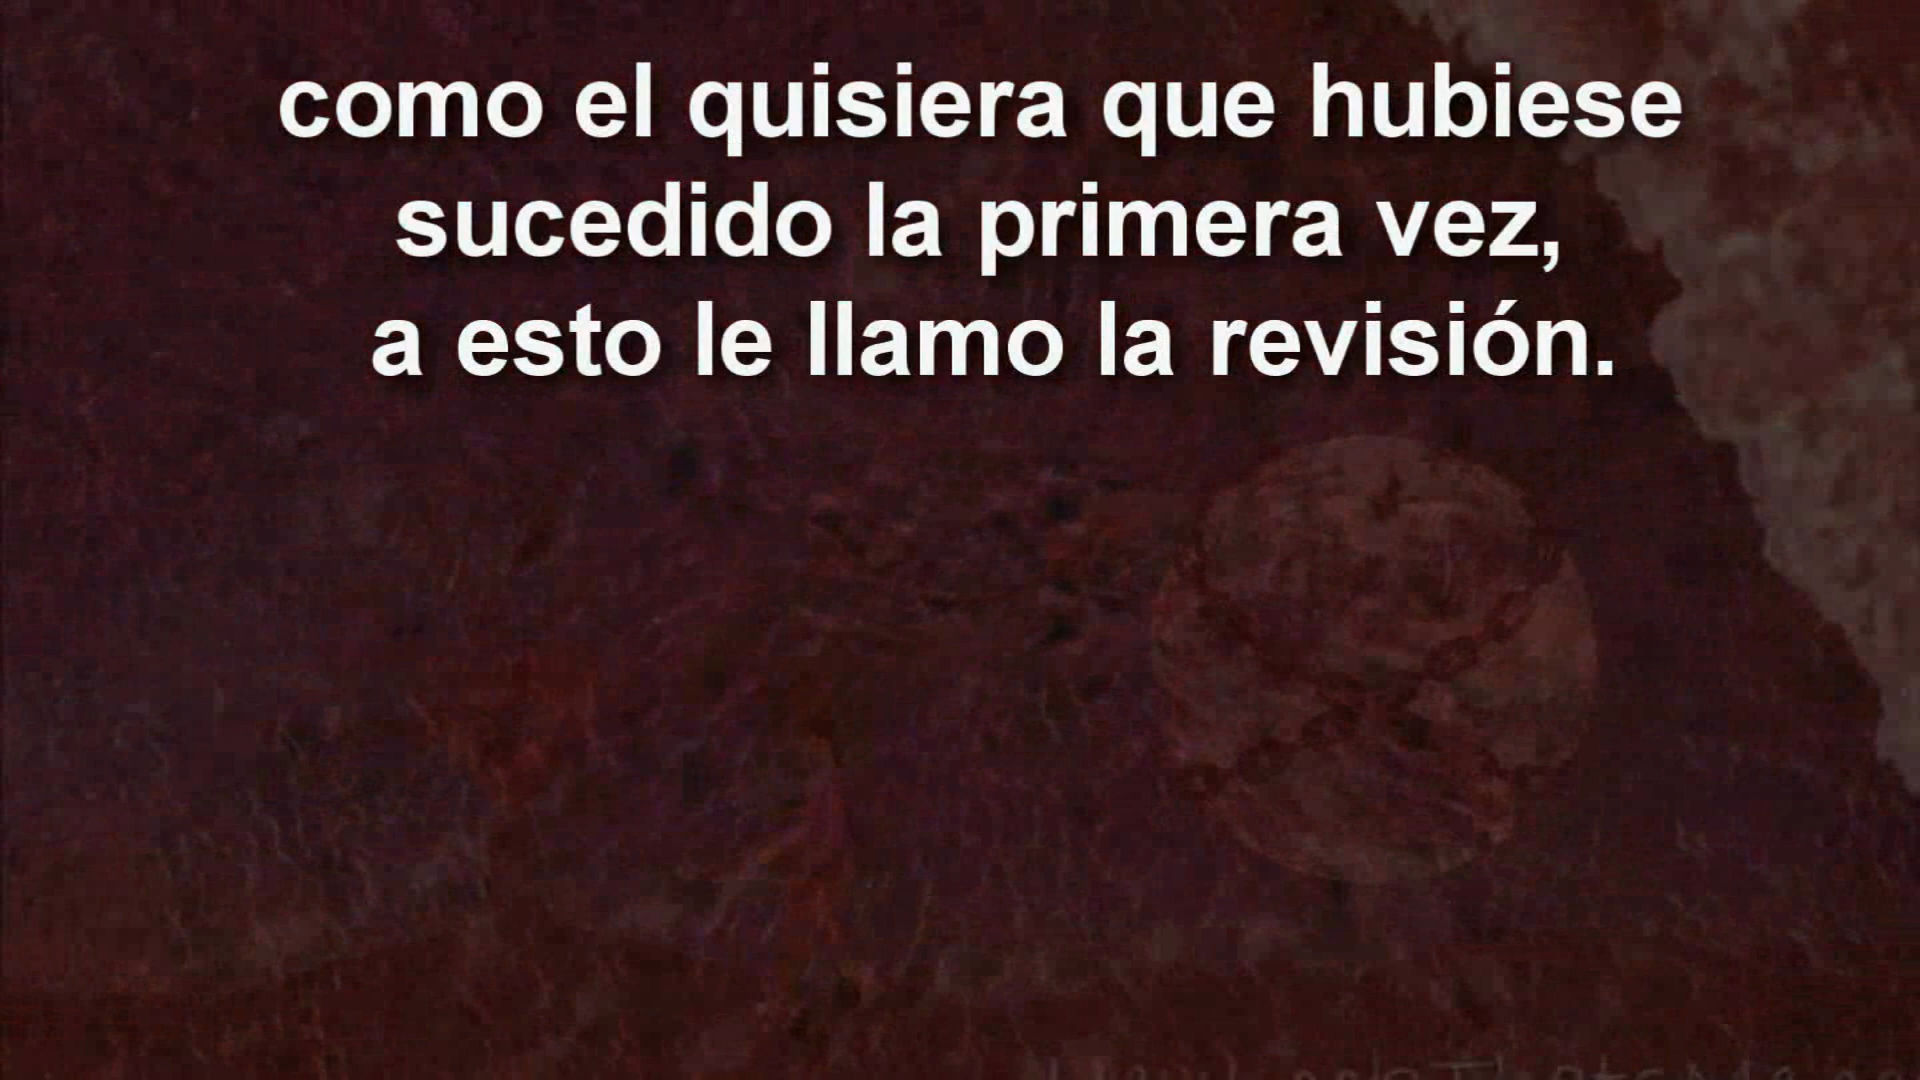 como el quisiera que hubiese
sucedido la primera vez,
a esto le llamo la revisión.